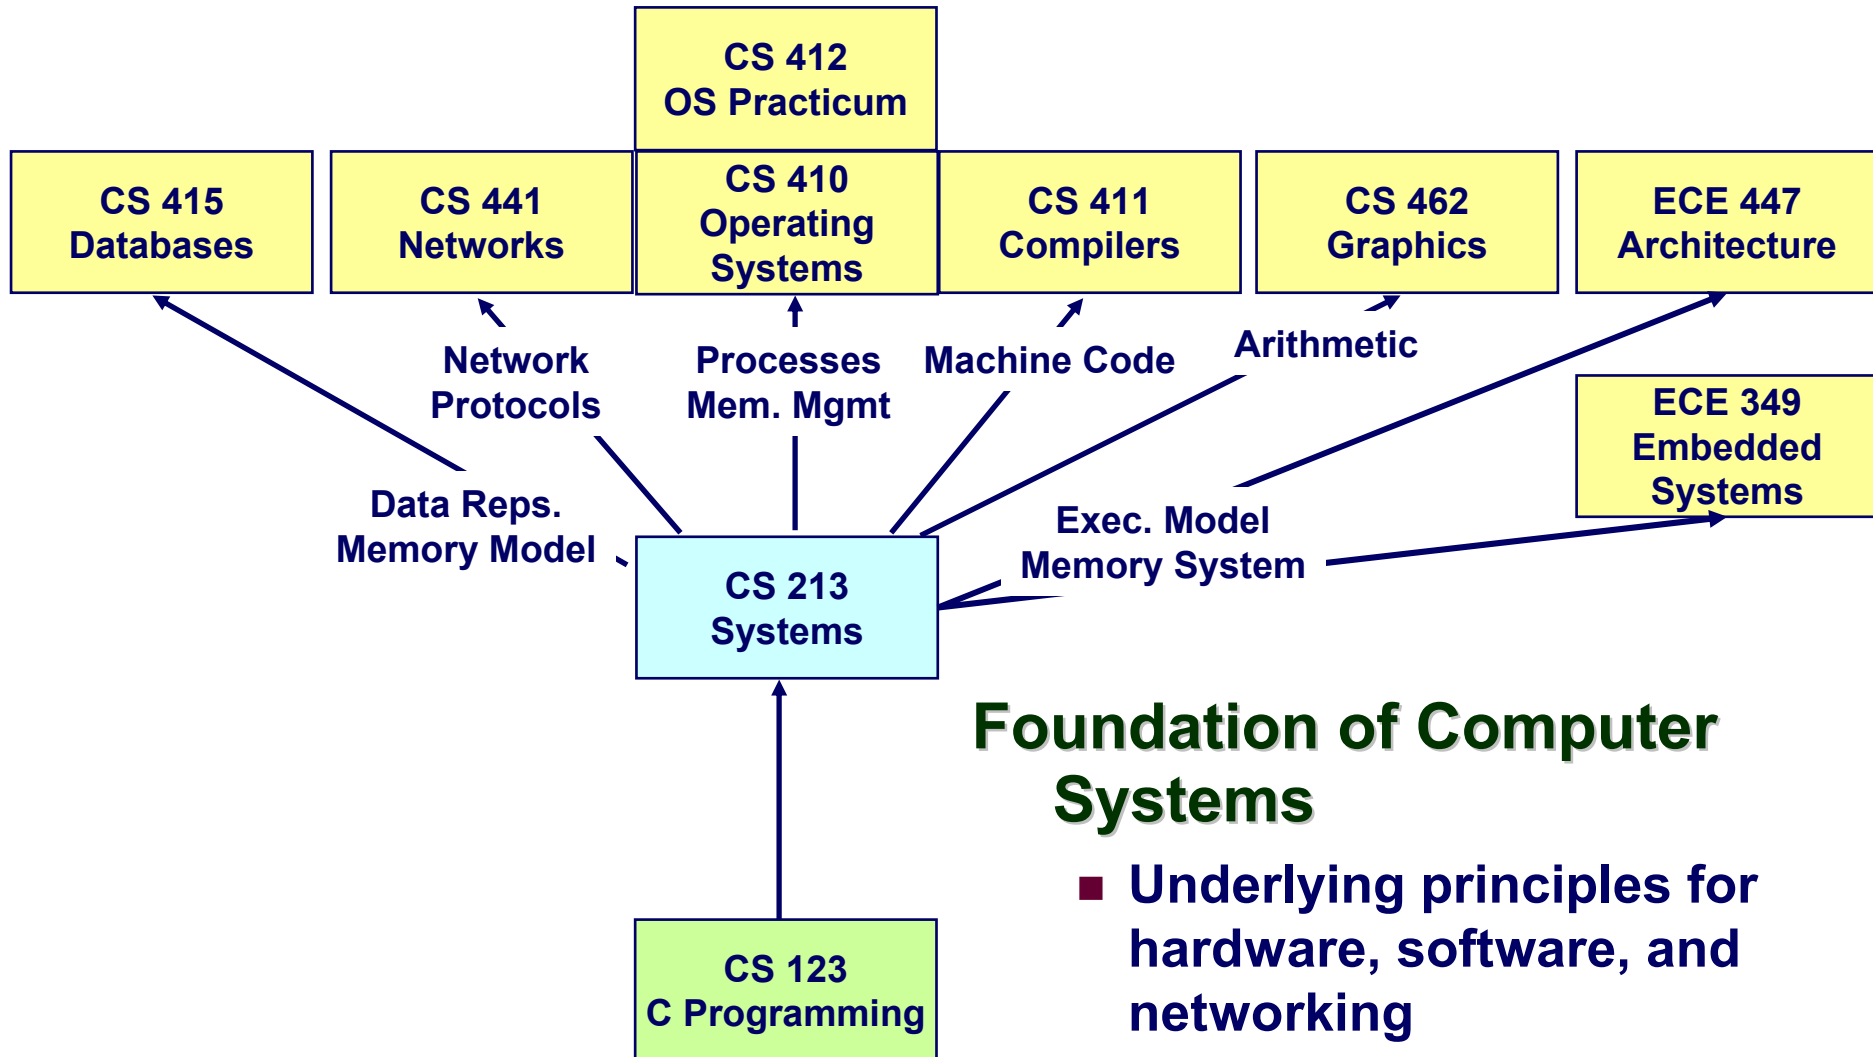 CS 412
OS Practicum
CS 415
Databases
CS 441
Networks
CS 410
Operating
Systems
CS 411
Compilers
CS 462
Graphics
ECE 447
Architecture
Network
Protocols
Processes
Mem. Mgmt
Machine Code
Arithmetic
ECE 349
Embedded
Systems
Data Reps.
Memory Model
Exec. Model
Memory System
CS 213
Systems
Foundation of Computer
Systems
■ Underlying principles for
hardware, software, and
networking
CS 123
C Programming